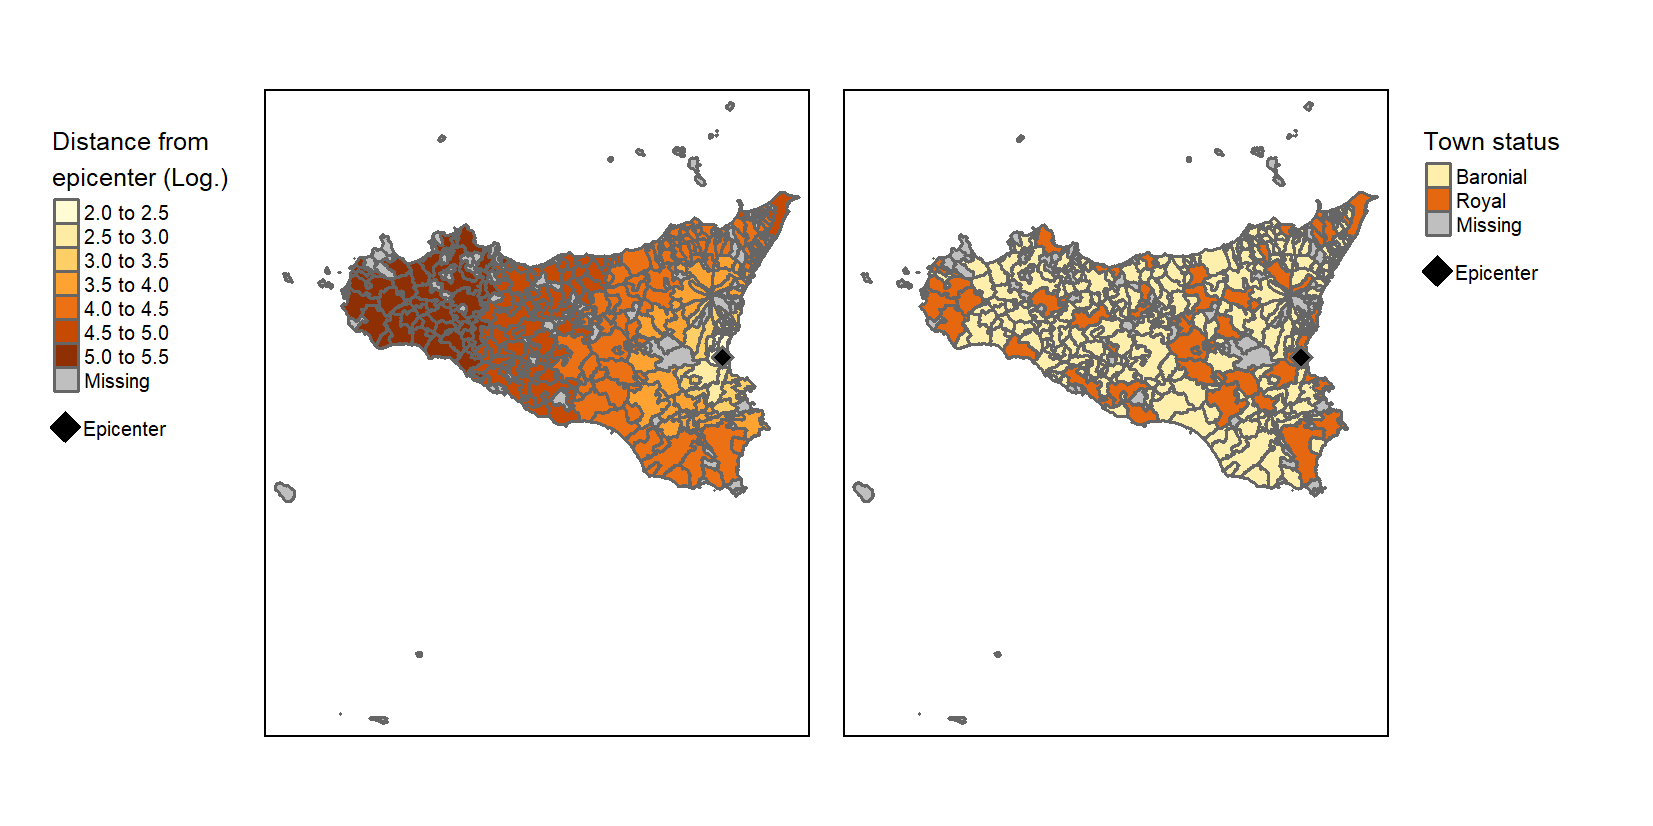 Distance from
epicenter (Log.)
2.0 to 2.5
2.5 to 3.0
3.0 to 3.5
3.5 to 4.0
4.0 to 4.5
4.5 to 5.0
5.0 to 5.5
Missing
Epicenter
Town status
Baronial
Royal
Missing
Epicenter